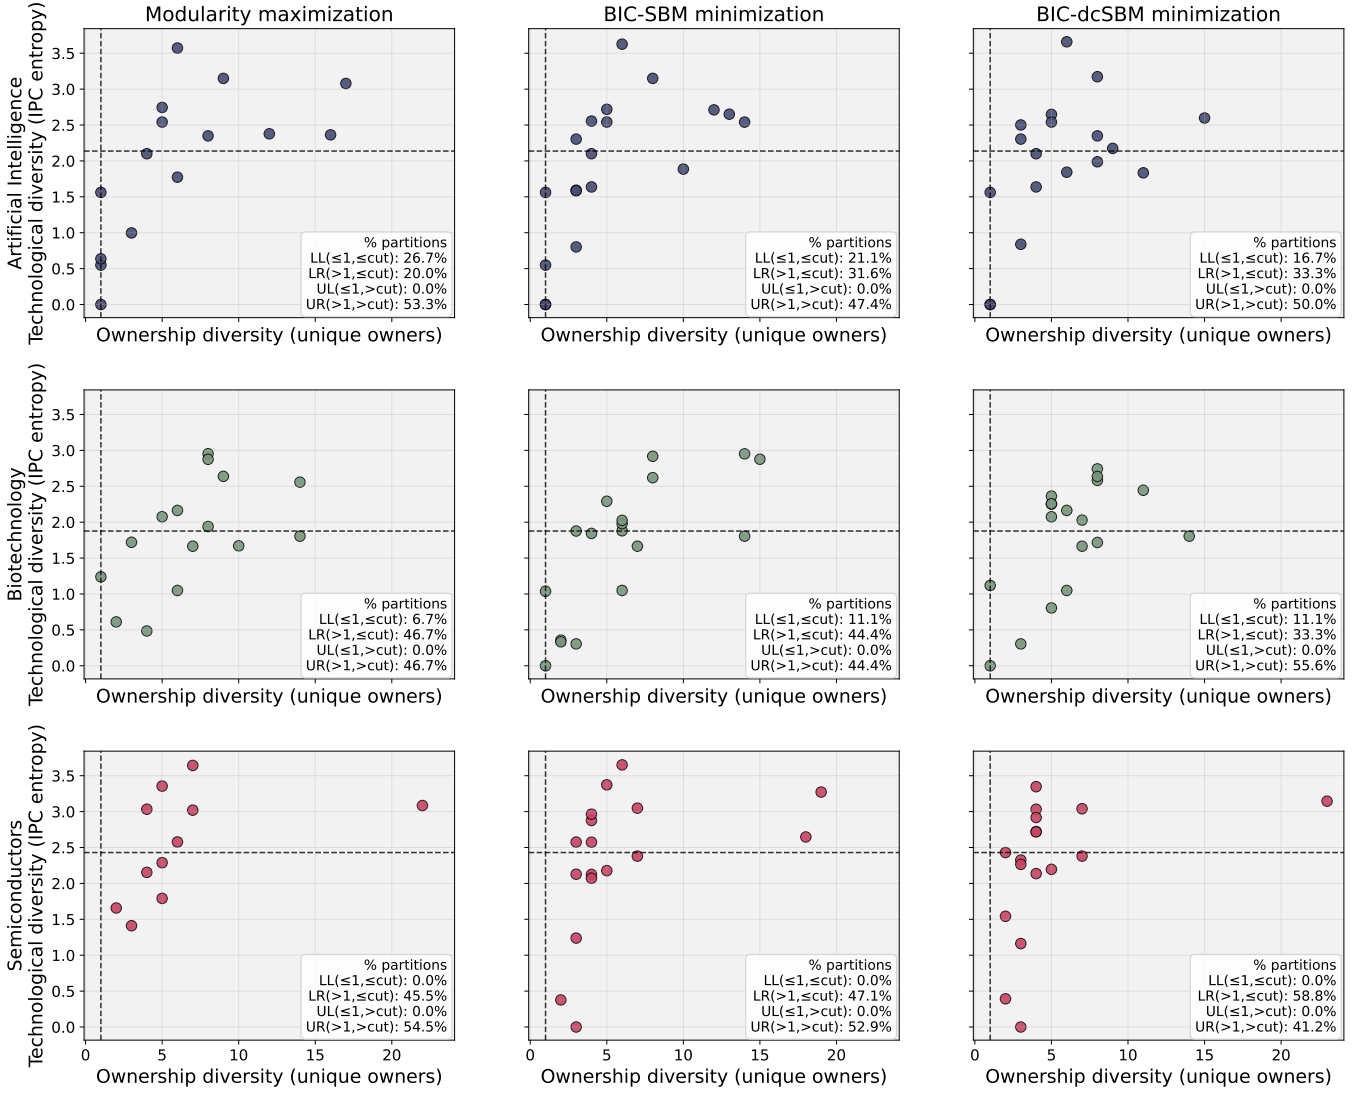 Modularity maximization
BIC-SBM minimization
BIC-dcSBM minimization
Artificial Intelligence
Technological diversity (IPC entropy)
3.5
3.0
2.5
2.0
1.5
1.0
0.5
0.0
% partitions
LL(≤1,≤cut): 26.7%
LR(>1,≤cut): 20.0%
UL(≤1,>cut): 0.0%
UR(>1,>cut): 53.3%
Ownership diversity (unique owners)
% partitions
LL(≤1,≤cut): 21.1%
LR(>1,≤cut): 31.6%
UL(≤1,>cut): 0.0%
UR(>1,>cut): 47.4%
Ownership diversity (unique owners)
% partitions
LL(≤1,≤cut): 16.7%
LR(>1,≤cut): 33.3%
UL(≤1,>cut): 0.0%
UR(>1,>cut): 50.0%
Ownership diversity (unique owners)
Biotechnology
Technological diversity (IPC entropy)
3.5
3.0
2.5
2.0
1.5
1.0
0.5
0.0
% partitions
LL(≤1,≤cut): 6.7%
LR(>1,≤cut): 46.7%
UL(≤1,>cut): 0.0%
UR(>1,>cut): 46.7%
Ownership diversity (unique owners)
% partitions
LL(≤1,≤cut): 11.1%
LR(>1,≤cut): 44.4%
UL(≤1,>cut): 0.0%
UR(>1,>cut): 44.4%
Ownership diversity (unique owners)
% partitions
LL(≤1,≤cut): 11.1%
LR(>1,≤cut): 33.3%
UL(≤1,>cut): 0.0%
UR(>1,>cut): 55.6%
Ownership diversity (unique owners)
Semiconductors
Technological diversity (IPC entropy)
3.5
3.0
2.5
2.0
1.5
1.0
0.5
0.0
% partitions
LL(≤1,≤cut): 0.0%
LR(>1,≤cut): 45.5%
UL(≤1,>cut): 0.0%
UR(>1,>cut): 54.5%
0 5 10 15 20
Ownership diversity (unique owners)
% partitions
LL(≤1,≤cut): 0.0%
LR(>1,≤cut): 47.1%
UL(≤1,>cut): 0.0%
UR(>1,>cut): 52.9%
0 5 10 15 20
Ownership diversity (unique owners)
% partitions
LL(≤1,≤cut): 0.0%
LR(>1,≤cut): 58.8%
UL(≤1,>cut): 0.0%
UR(>1,>cut): 41.2%
0 5 10 15 20
Ownership diversity (unique owners)